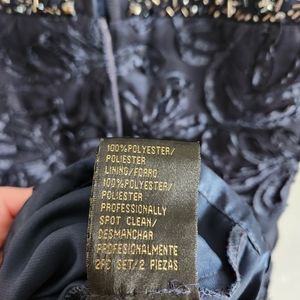 100%POLYESTER/
POLIESTER
LINING/FORRO
100%POLYESTER/
POLIESTER
PROFESSIONALLY
SPOT CLEAN/
DESMANCHAR
PROFESIONALMENTE
2PC SET/2 PIEZAS